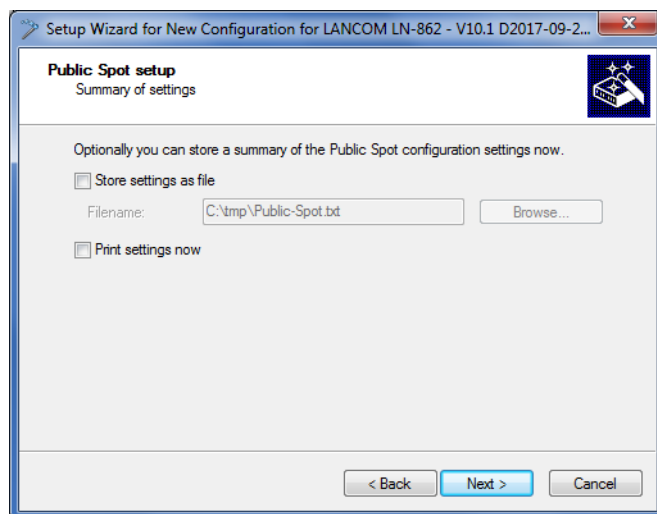 Setup Wizard for New Configuration for LANCOM LN-862 - V10.1 D2017-09-2...
Public Spot setup
Summary of settings
Optionally you can store a summary of the Public Spot configuration settings now.
Store settings as file
Filename: C:\tmp\Public-Spot.txt Browse...
Print settings now
< Back Next > Cancel